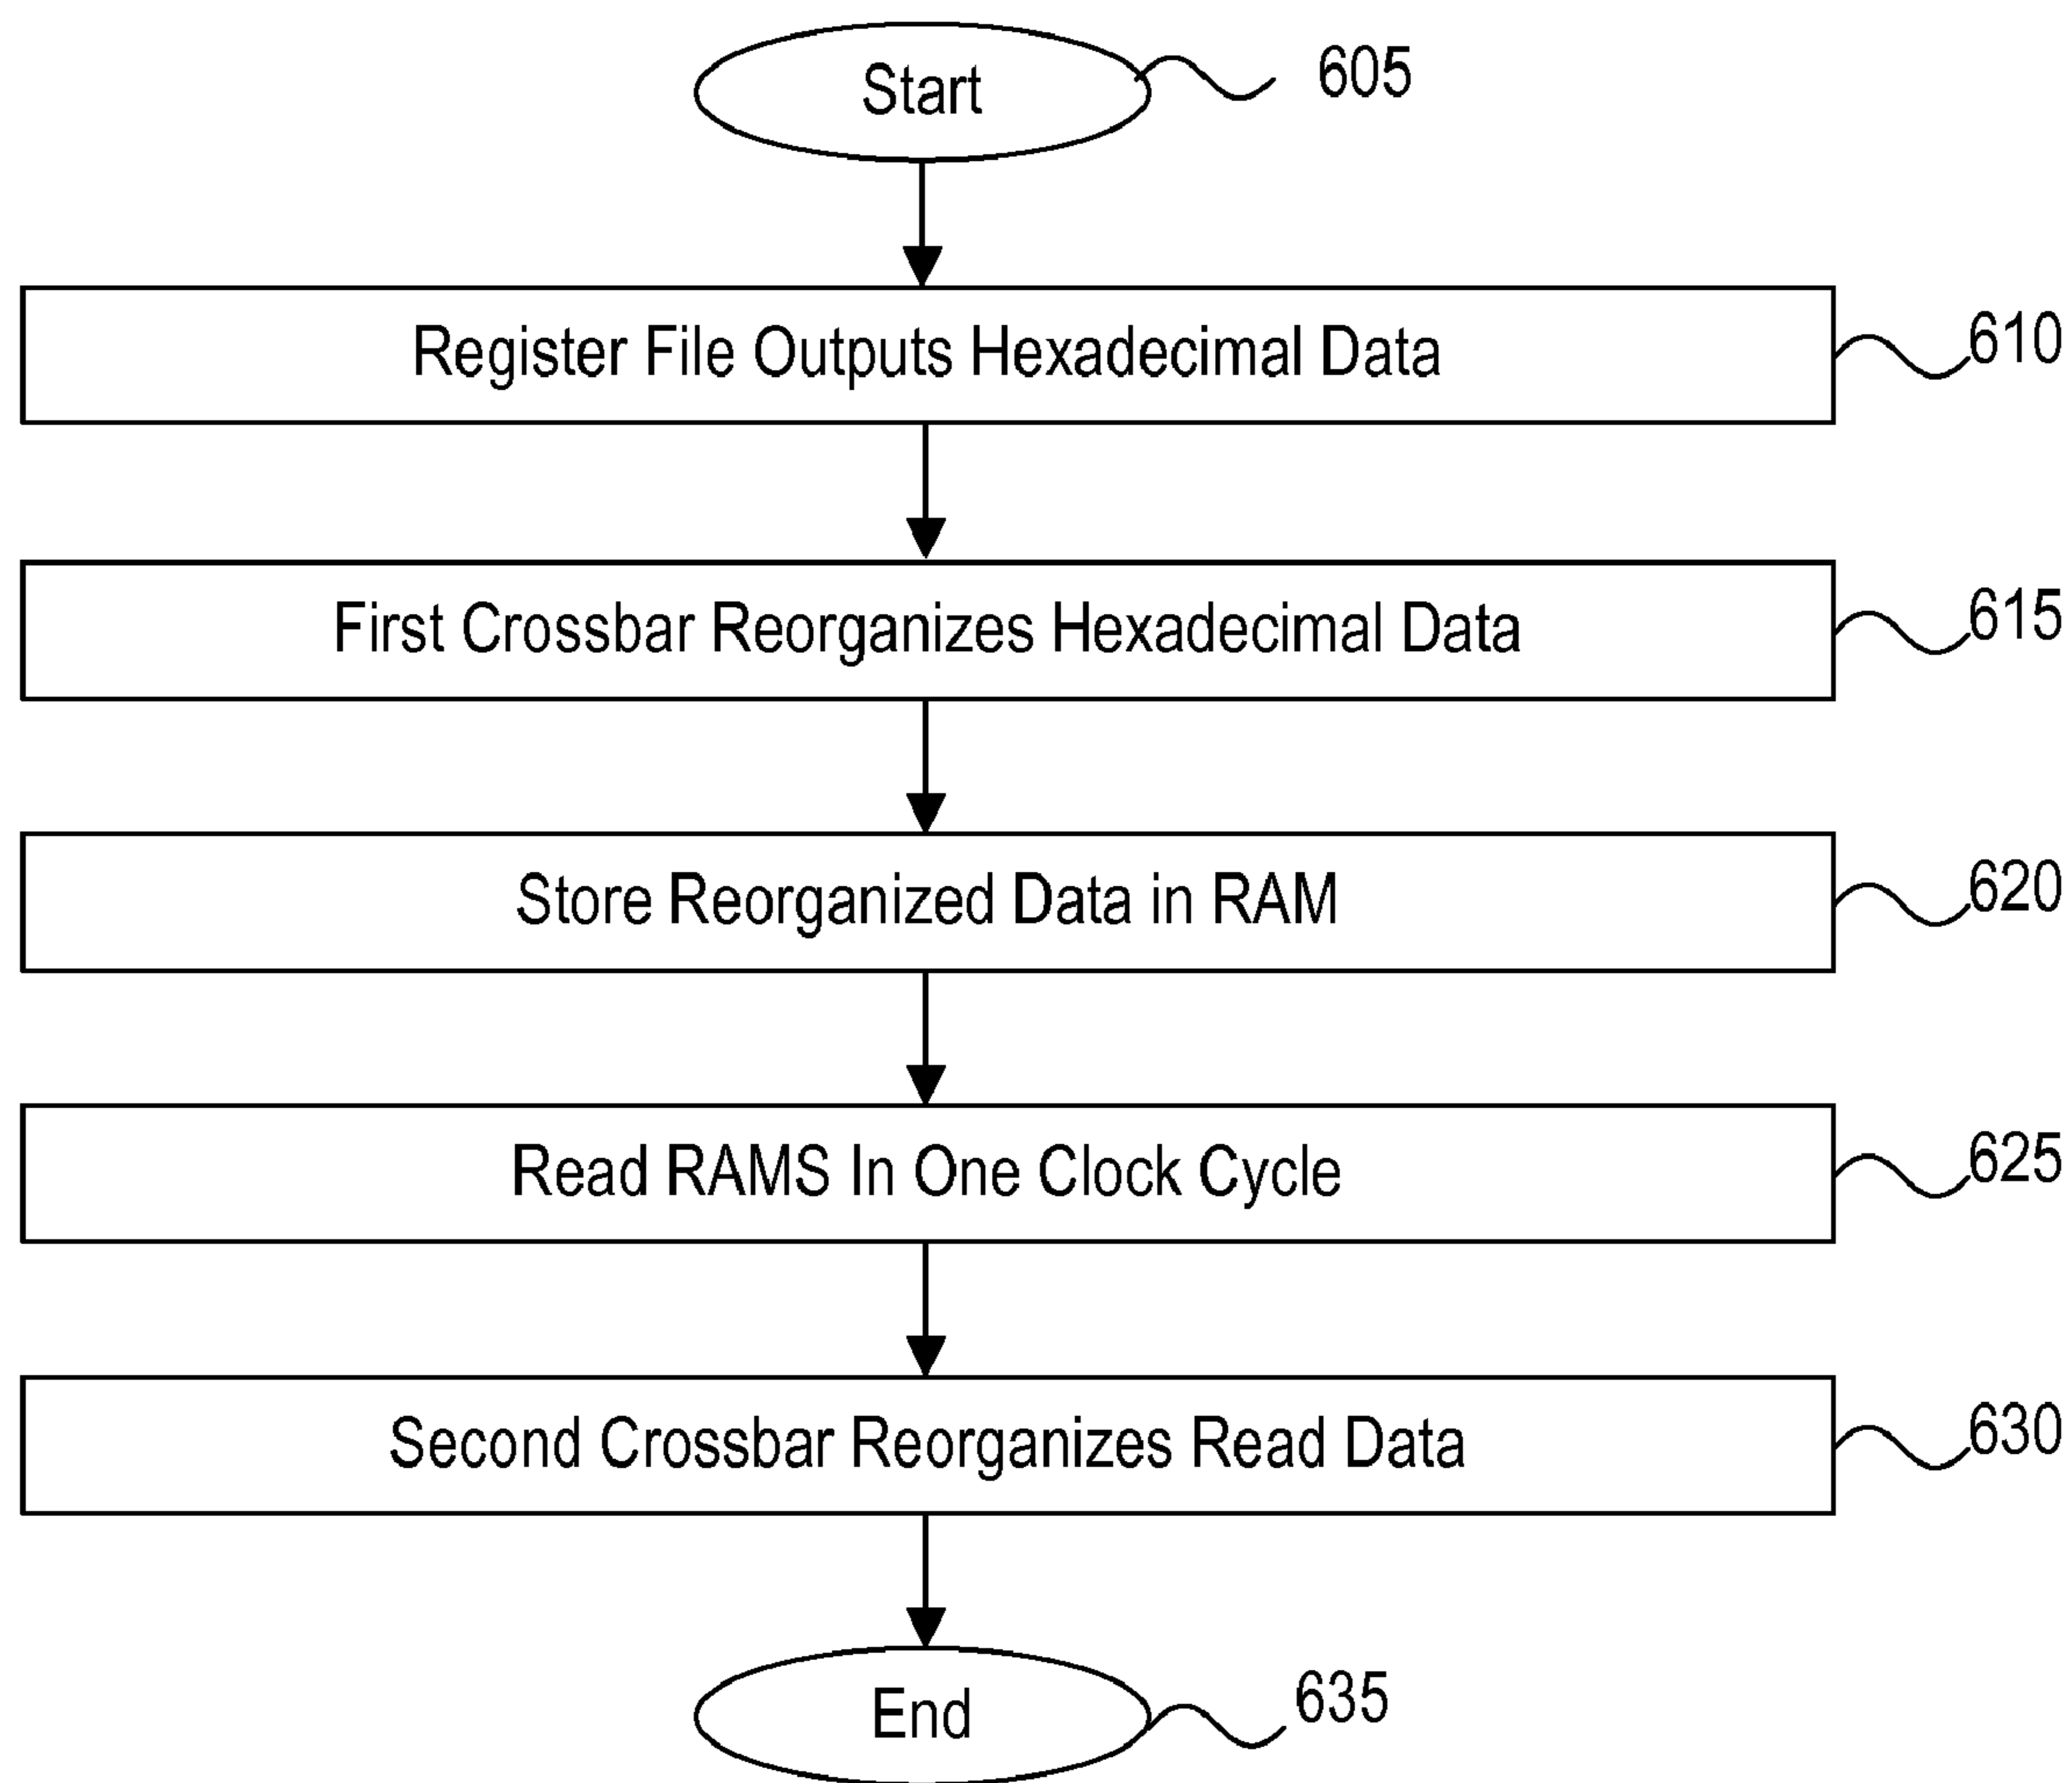 Start 605
Register File Outputs Hexadecimal Data 610
First Crossbar Reorganizes Hexadecimal Data 615
Store Reorganized Data in RAM 620
Read RAMS In One Clock Cycle 625
Second Crossbar Reorganizes Read Data 630
End 635